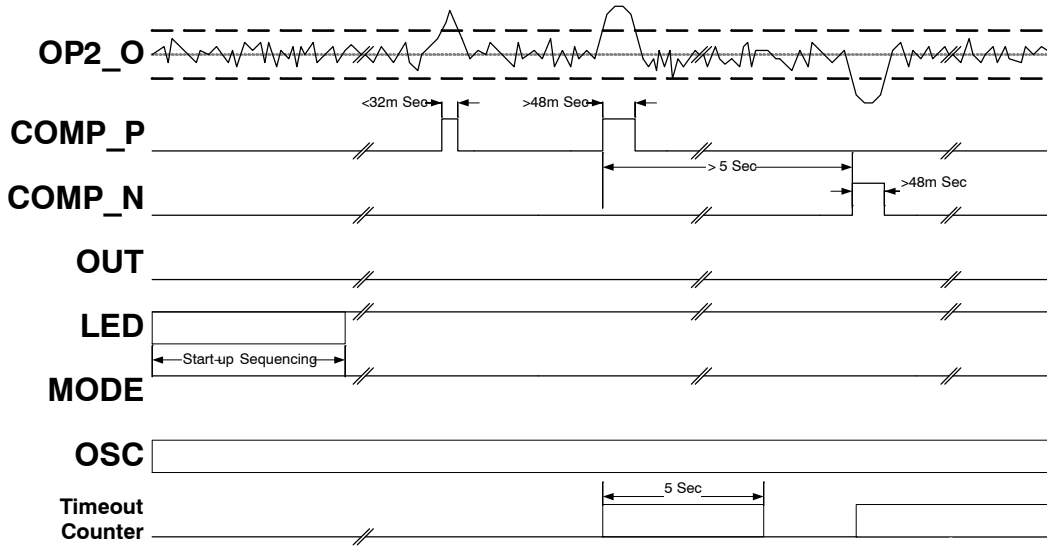 OP2_O
<32m Sec
>48m Sec
COMP_P
> 5 Sec
COMP_N
>48m Sec
OUT
LED
Start-up Sequencing
MODE
OSC
5 Sec
Timeout
Counter